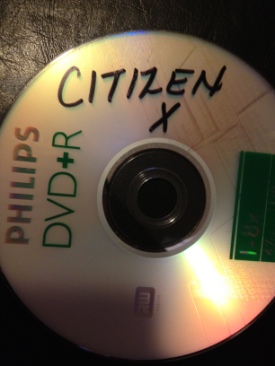 CITIZEN
X
PHILIPS
DVD+R